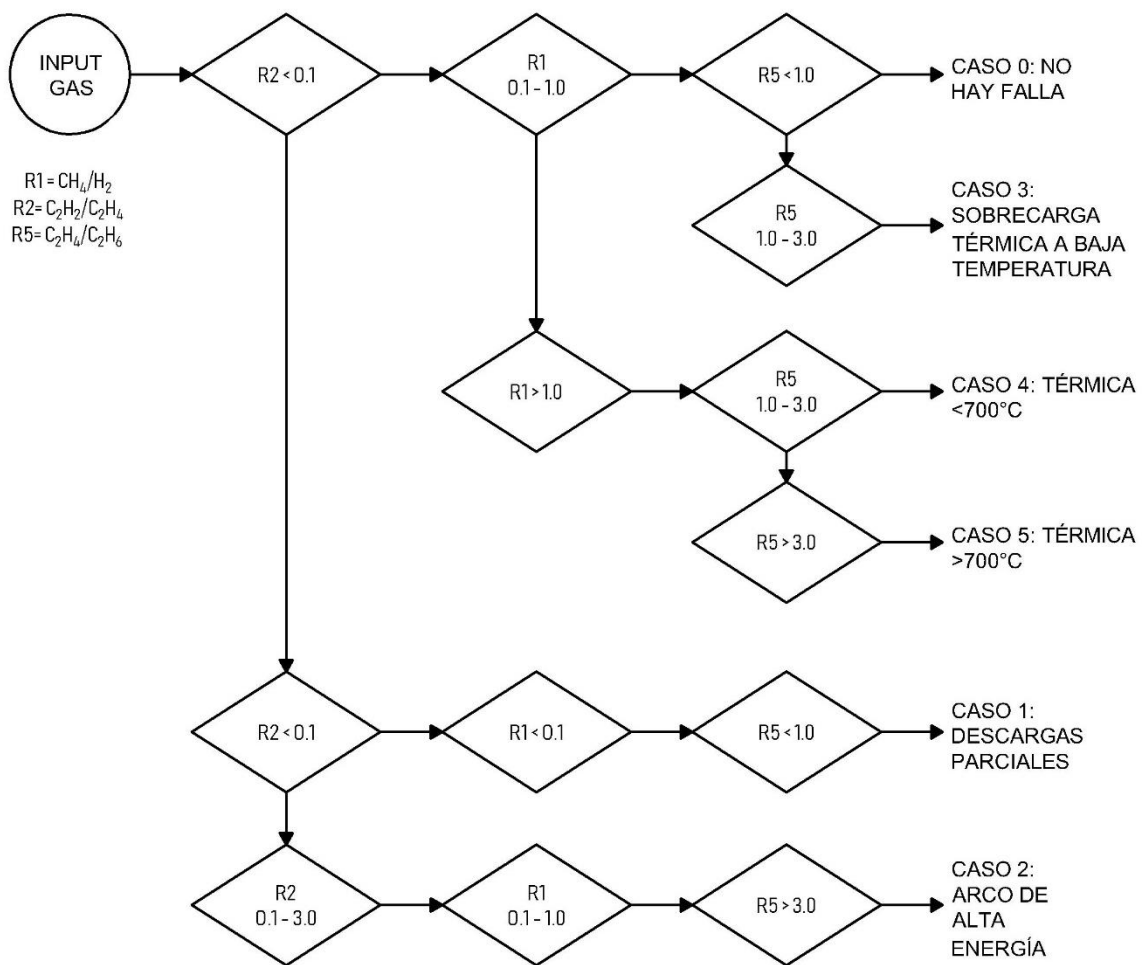 INPUT
GAS
R2 < 0.1
R1
0.1 – 1.0
R5 < 1.0
CASO 0: NO
HAY FALLA
R1 = CH₄/H₂
R2= C₂H₂/C₂H₄
R5= C₂H₄/C₂H₆
R5
1.0 – 3.0
CASO 3:
SOBRECARGA
TÉRMICA A BAJA
TEMPERATURA
R1 > 1.0
R5
1.0 – 3.0
CASO 4: TÉRMICA
<700°C
R5 > 3.0
CASO 5: TÉRMICA
>700°C
R2 < 0.1
R1 < 0.1
R5 < 1.0
CASO 1:
DESCARGAS
PARCIALES
R2
0.1 – 3.0
R1
0.1 – 1.0
R5 > 3.0
CASO 2:
ARCO DE
ALTA
ENERGÍA